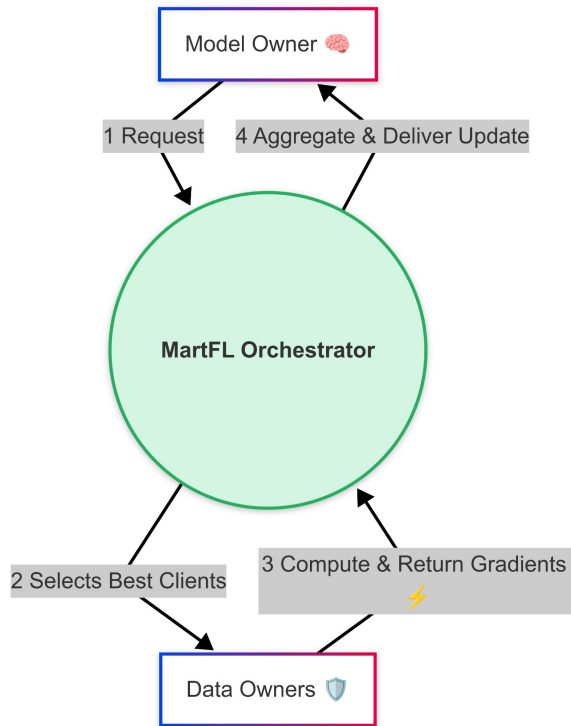 Model Owner 🧠
1 Request
4 Aggregate & Deliver Update
MartFL Orchestrator
2 Selects Best Clients
3 Compute & Return Gradients
⚡
Data Owners 🛡️